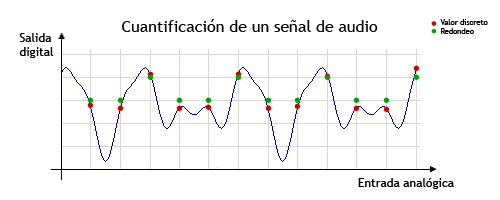 Cuantificación de un señal de audio
Valor discreto
Redondeo
Salida
digital
Entrada analógica